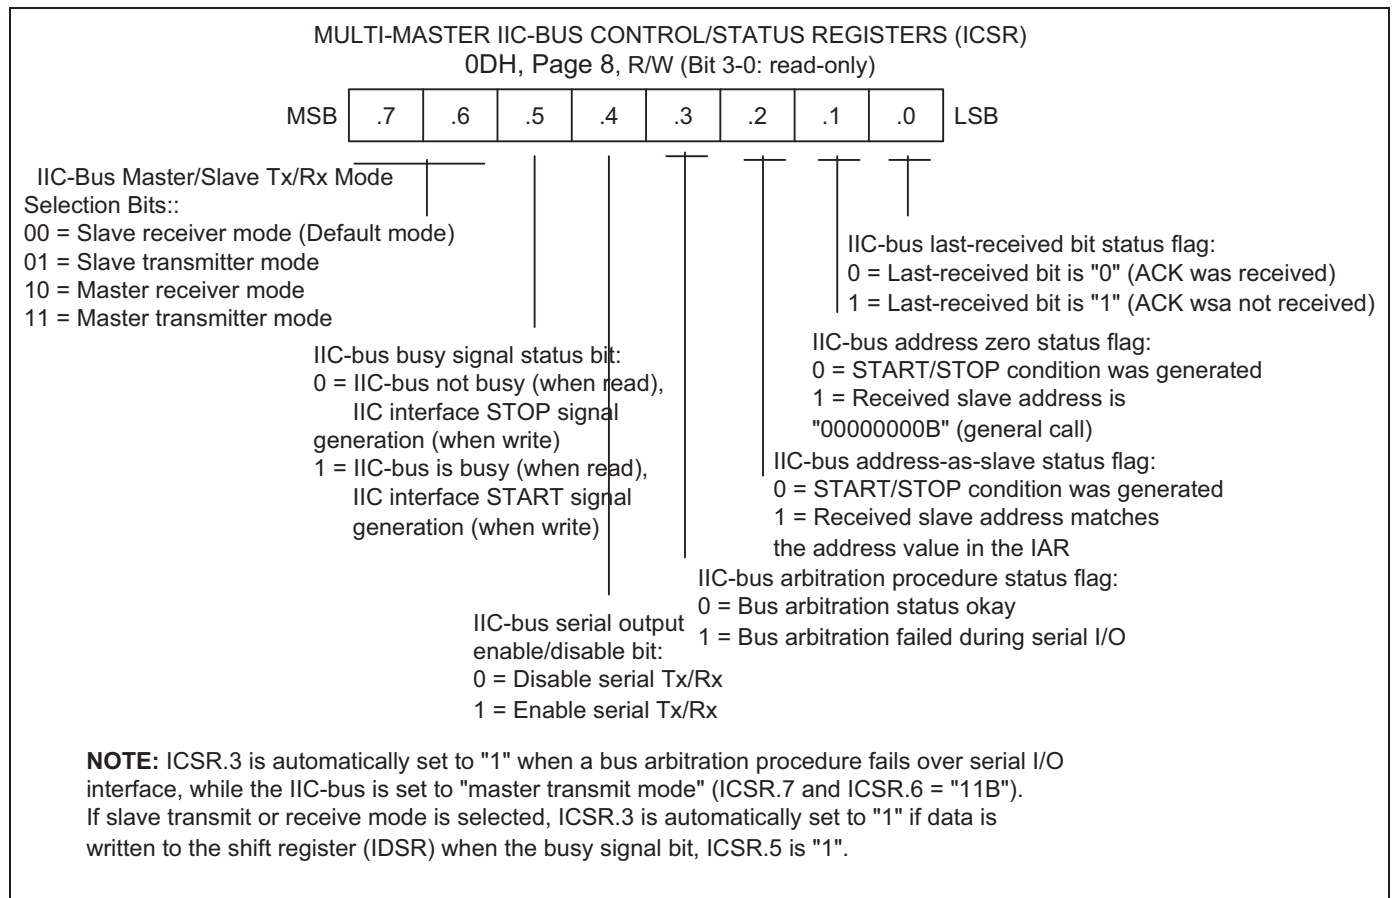 MULTI-MASTER IIC-BUS CONTROL/STATUS REGISTERS (ICSR)
0DH, Page 8, R/W (Bit 3-0: read-only)
MSB .7 .6 .5 .4 .3 .2 .1 .0 LSB
IIC-Bus Master/Slave Tx/Rx Mode
Selection Bits::
00 = Slave receiver mode (Default mode)
01 = Slave transmitter mode
10 = Master receiver mode
11 = Master transmitter mode
IIC-bus last-received bit status flag:
0 = Last-received bit is "0" (ACK was received)
1 = Last-received bit is "1" (ACK wsa not received)
IIC-bus address zero status flag:
0 = START/STOP condition was generated
1 = Received slave address is
"00000000B" (general call)
IIC-bus busy signal status bit:
0 = IIC-bus not busy (when read),
IIC interface STOP signal
generation (when write)
1 = IIC-bus is busy (when read),
IIC interface START signal
generation (when write)
IIC-bus address-as-slave status flag:
0 = START/STOP condition was generated
1 = Received slave address matches
the address value in the IAR
IIC-bus arbitration procedure status flag:
0 = Bus arbitration status okay
1 = Bus arbitration failed during serial I/O
IIC-bus serial output
enable/disable bit:
0 = Disable serial Tx/Rx
1 = Enable serial Tx/Rx
NOTE: ICSR.3 is automatically set to "1" when a bus arbitration procedure fails over serial I/O
interface, while the IIC-bus is set to "master transmit mode" (ICSR.7 and ICSR.6 = "11B").
If slave transmit or receive mode is selected, ICSR.3 is automatically set to "1" if data is
written to the shift register (IDSR) when the busy signal bit, ICSR.5 is "1".